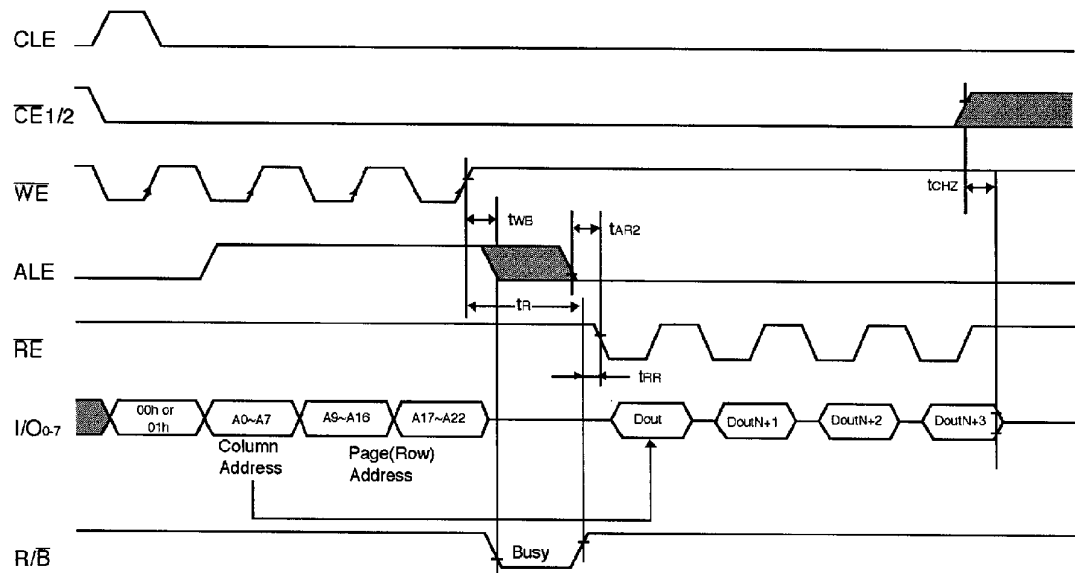 CLE
CE1/2
WE
tCHZ
tWB
tAR2
ALE
tR
RE
tRR
I/O0-7
00h or
01h
A0~A7
A9~A16
A17~A22
Dout
DoutN+1
DoutN+2
DoutN+3
Column
Address
Page(Row)
Address
R/B
Busy